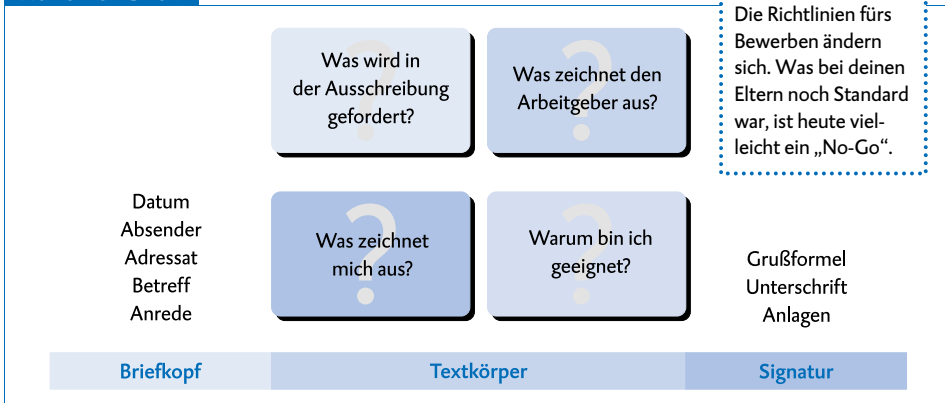 Was wird in
der Ausschreibung
gefordert?
Was zeichnet den
Arbeitgeber aus?
Die Richtlinien fürs
Bewerben ändern
sich. Was bei deinen
Eltern noch Standard
war, ist heute viel-
leicht ein „No-Go“.
Datum
Absender
Adressat
Betreff
Anrede
Was zeichnet
mich aus?
Warum bin ich
geeignet?
Grußformel
Unterschrift
Anlagen
Briefkopf
Textkörper
Signatur